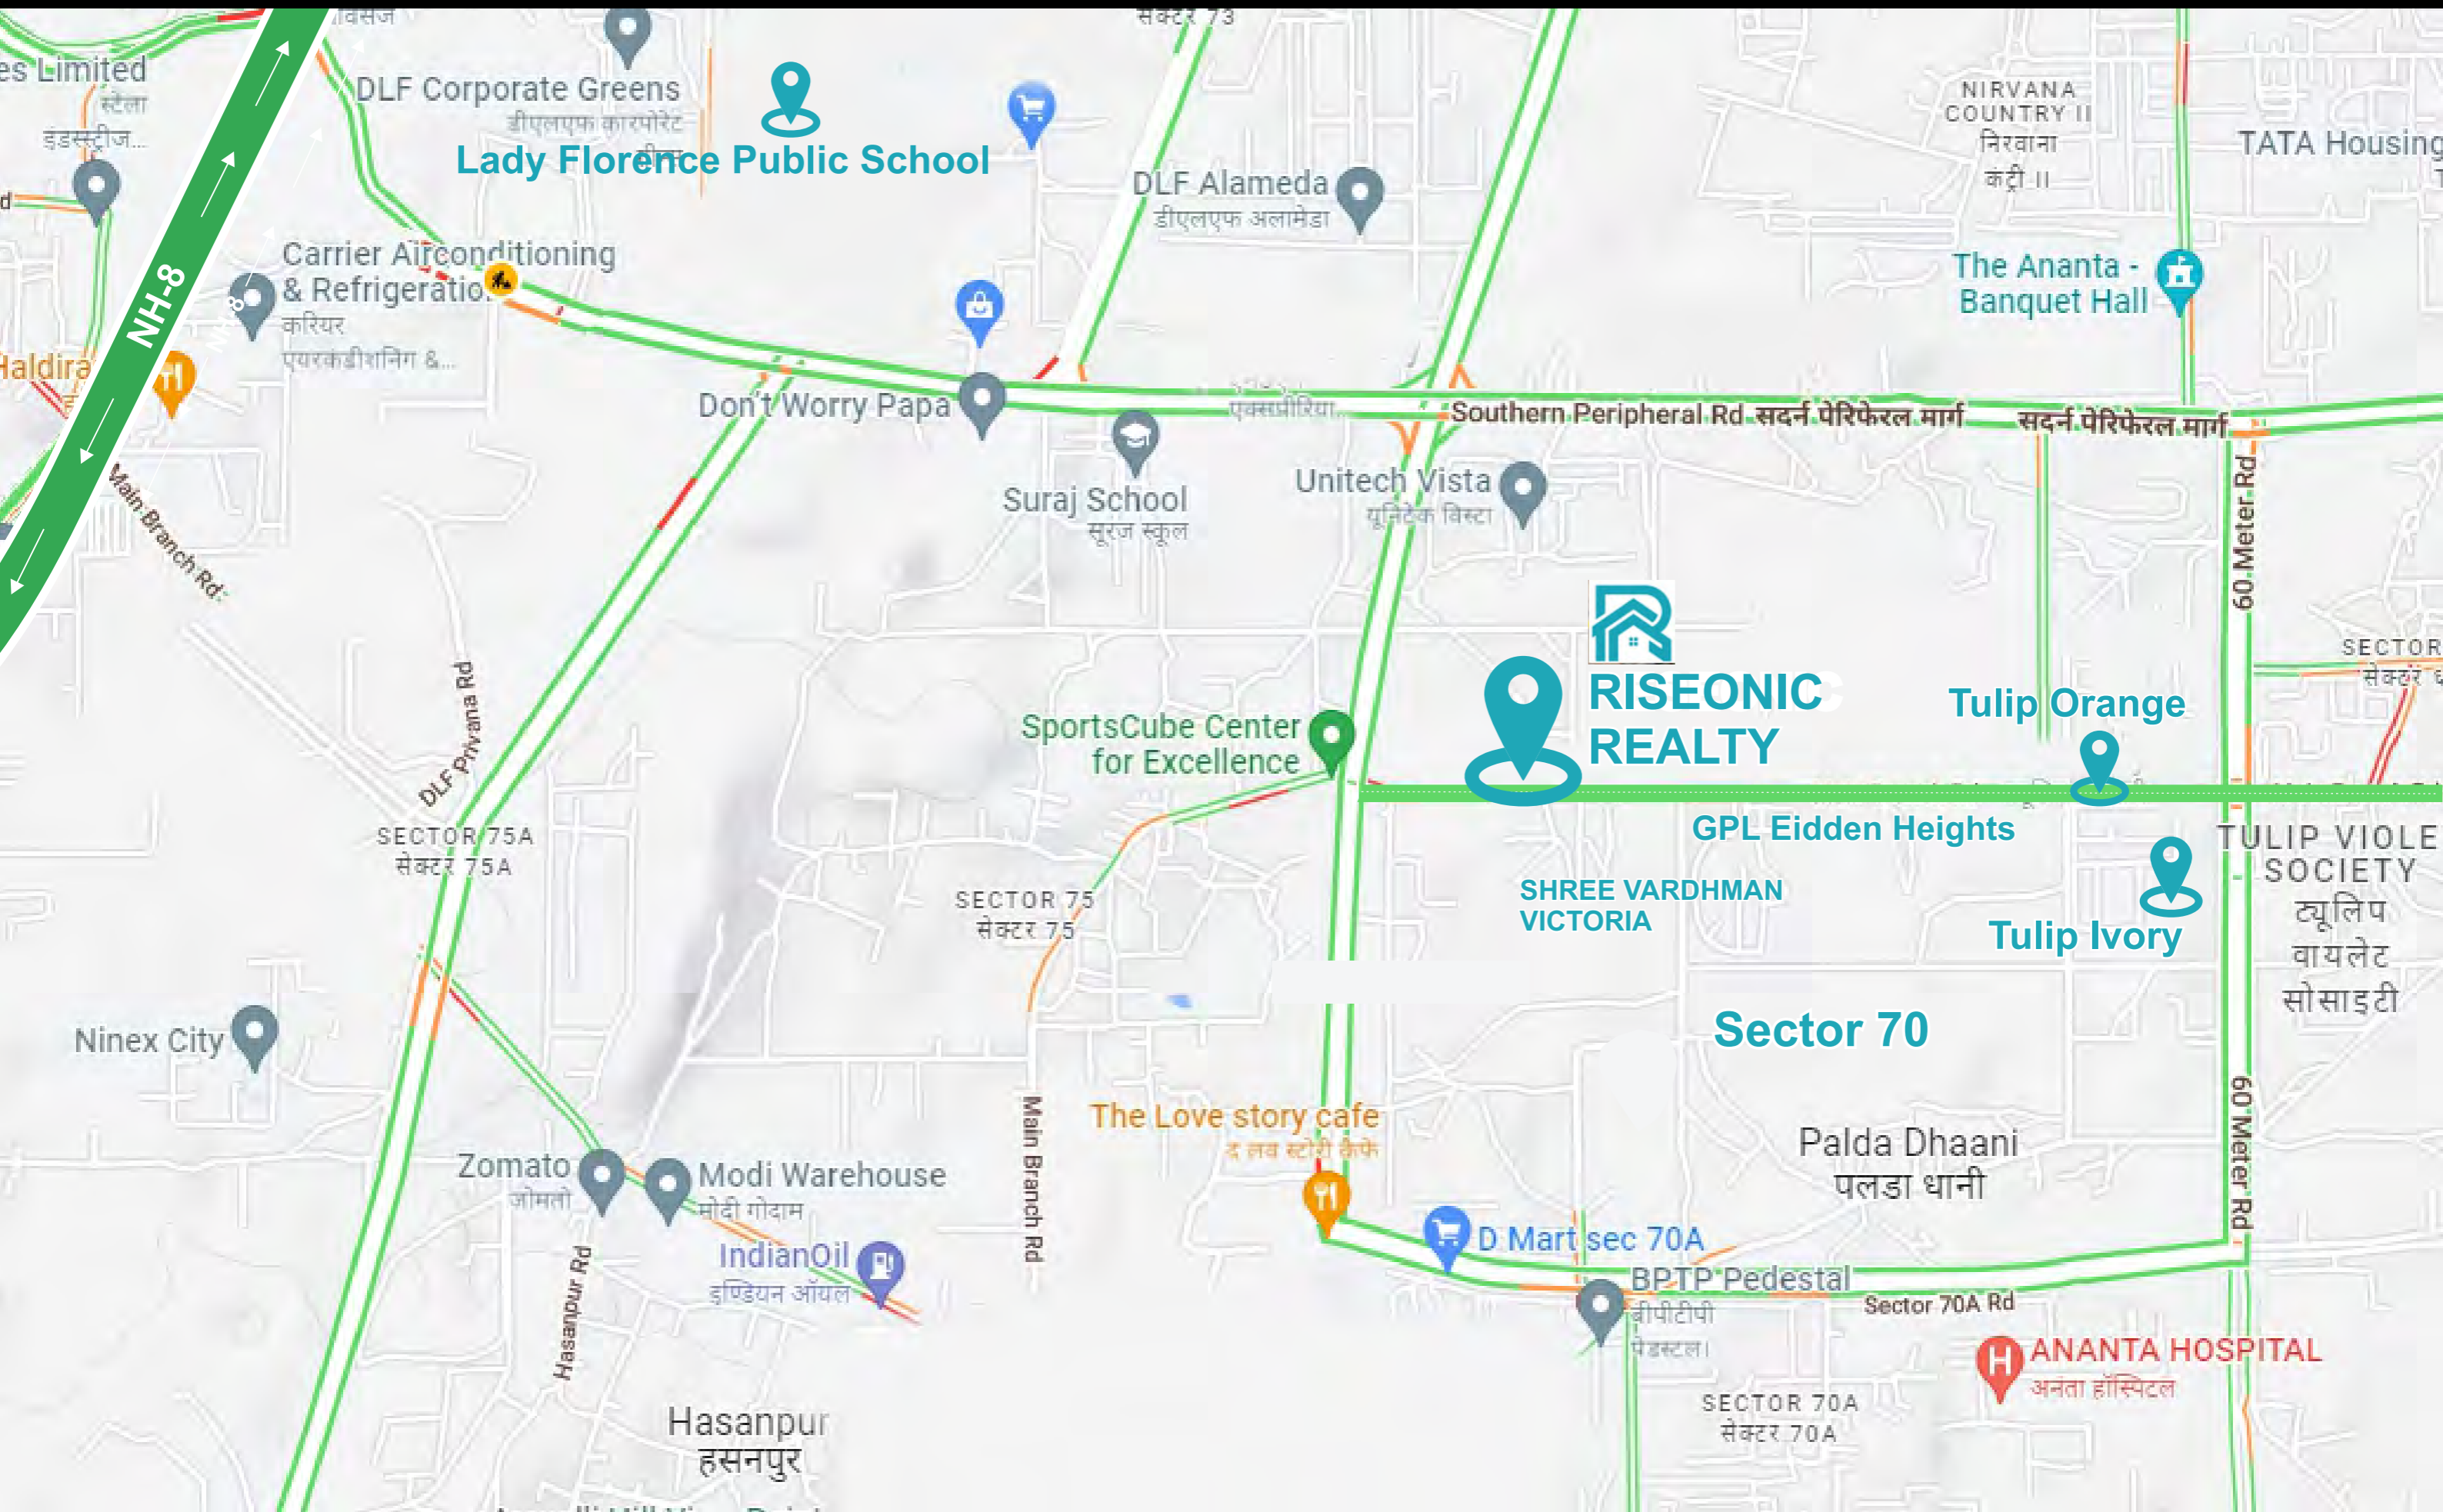 सेक्टर 73
es Limited
स्टेला
इंडस्ट्रीज...
DLF Corporate Greens
डीएलएफ कारपोरेट
Lady Florence Public School
DLF Alameda
डीएलएफ अलामेडा
NIRVANA
COUNTRY II
निरवाना
कंट्री II
TATA Housing
Carrier Airconditioning
& Refrigeratio
करियर
एयरकंडीशनिंग &...
NH-8
NH-8
The Ananta -
Banquet Hall
Haldira
Don't Worry Papa
एक्सपीरिया...
Southern Peripheral Rd सदर्न पेरिफेरल मार्ग
सदर्न पेरिफेरल मार्ग
Main Branch Rd
Suraj School
सूरज स्कूल
Unitech Vista
यूनिटेक विस्टा
60 Meter Rd
SECTOR
सेक्टर
DLF Privana Rd
RISEONIC
REALTY
Tulip Orange
SportsCube Center
for Excellence
GPL Eidden Heights
SECTOR 75A
सेक्टर 75A
TULIP VIOLE
SOCIETY
ट्यूलिप
वायलेट
सोसाइटी
SHREE VARDHMAN
VICTORIA
SECTOR 75
सेक्टर 75
Tulip Ivory
Ninex City
Sector 70
Main Branch Rd
The Love story cafe
द लव स्टोरी कैफे
Palda Dhaani
पलडा धानी
60 Meter Rd
Zomato
जोमतो
Modi Warehouse
मोदी गोदाम
IndianOil
इण्डियन ऑयल
D Mart sec 70A
BPTP Pedestal
बीपीटीपी
पेडस्टल।
Sector 70A Rd
Hasanpur Rd
ANANTA HOSPITAL
अनंता हॉस्पिटल
SECTOR 70A
सेक्टर 70A
Hasanpur
हसनपुर